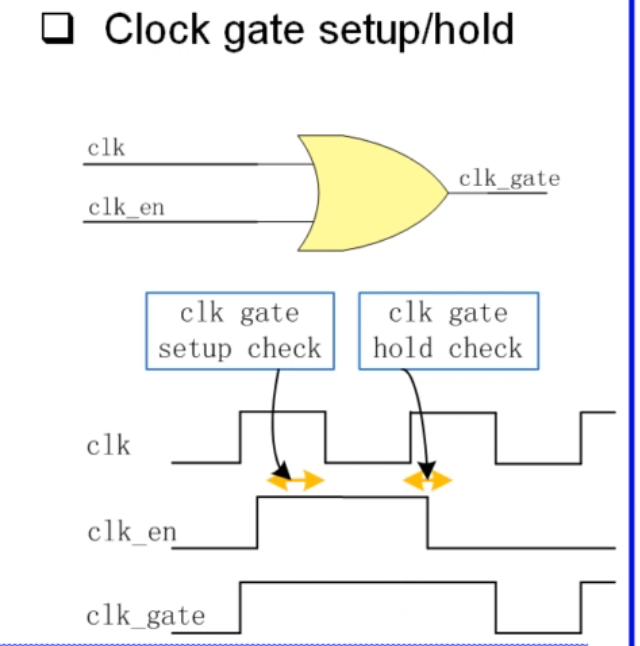 Clock gate setup/hold
clk
clk_gate
clk_en
clk gate
setup check
clk gate
hold check
clk
clk_en
clk_gate